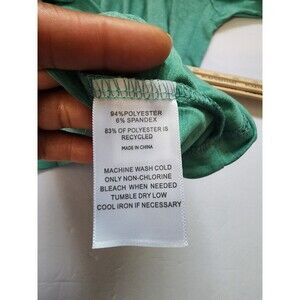 94%POLYESTER
6% SPANDEX
83% OF POLYESTER IS
RECYCLED
MADE IN CHINA
MACHINE WASH COLD
ONLY NON-CHLORINE
BLEACH WHEN NEEDED
TUMBLE DRY LOW
COOL IRON IF NECESSARY